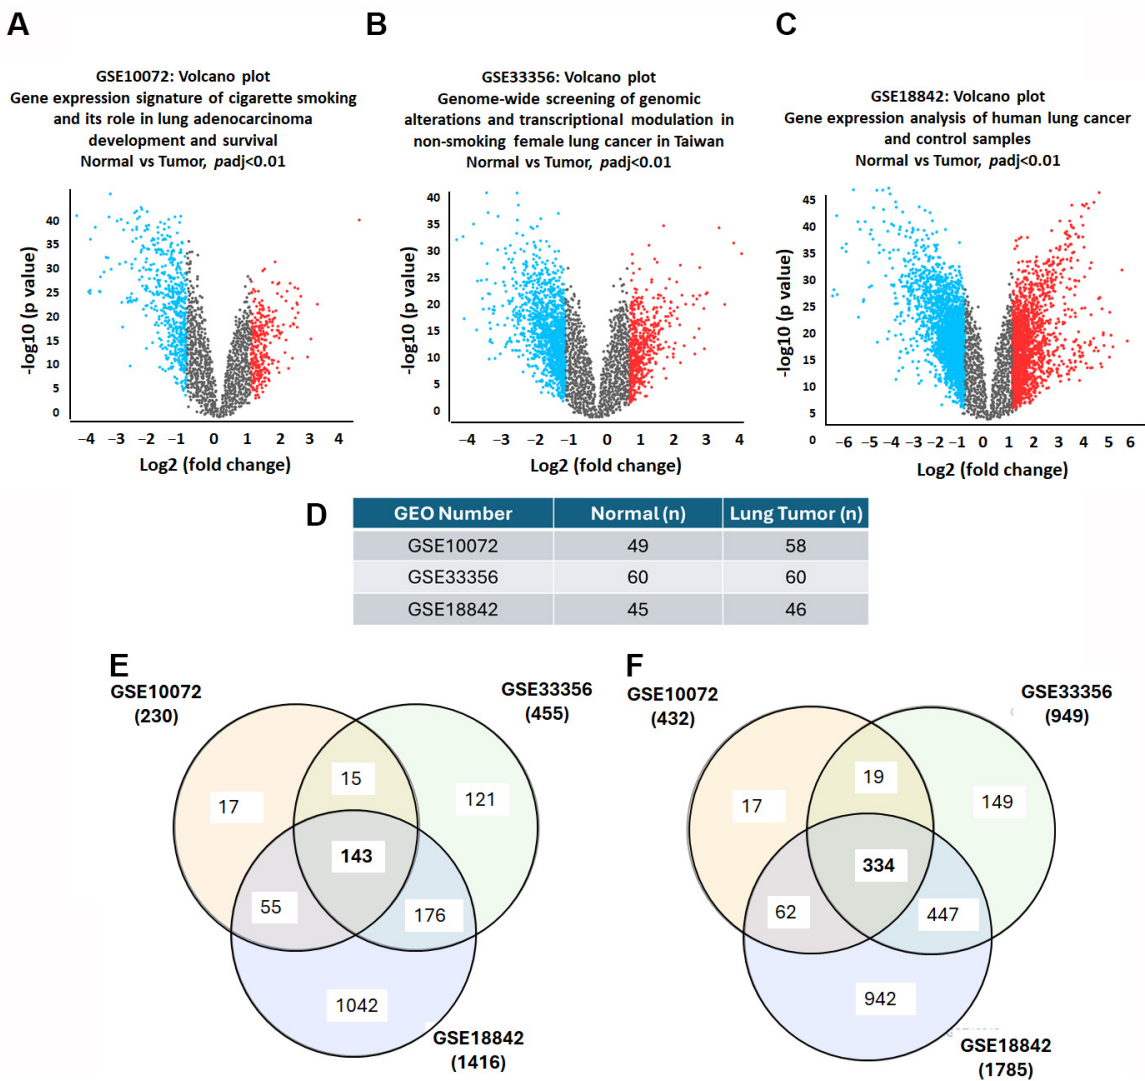 A
GSE10072: Volcano plot
Gene expression signature of cigarette smoking
and its role in lung adenocarcinoma
development and survival
Normal vs Tumor, padj<0.01
-log10 (p value)
40
35
30
25
20
15
10
5
0
−4 −3 −2 −1 0 1 2 3 4
Log2 (fold change)
B
GSE33356: Volcano plot
Genome-wide screening of genomic
alterations and transcriptional modulation in
non-smoking female lung cancer in Taiwan
Normal vs Tumor, padj<0.01
-log10 (p value)
40
35
30
25
20
15
10
5
0
−4 −3 −2 −1 0 1 2 3 4
Log2 (fold change)
C
GSE18842: Volcano plot
Gene expression analysis of human lung cancer
and control samples
Normal vs Tumor, padj<0.01
-log10 (p value)
45
40
35
30
25
20
15
10
5
0 −6 −5 −4 −3 −2 −1 0 1 2 3 4 5 6
Log2 (fold change)
D
GEO Number Normal (n) Lung Tumor (n)
GSE10072 49 58
GSE33356 60 60
GSE18842 45 46
E
GSE10072
(230)
GSE33356
(455)
15
17
121
143
55
176
1042
GSE18842
(1416)
F
GSE10072
(432)
GSE33356
(949)
19
17
149
334
62
447
942
GSE18842
(1785)